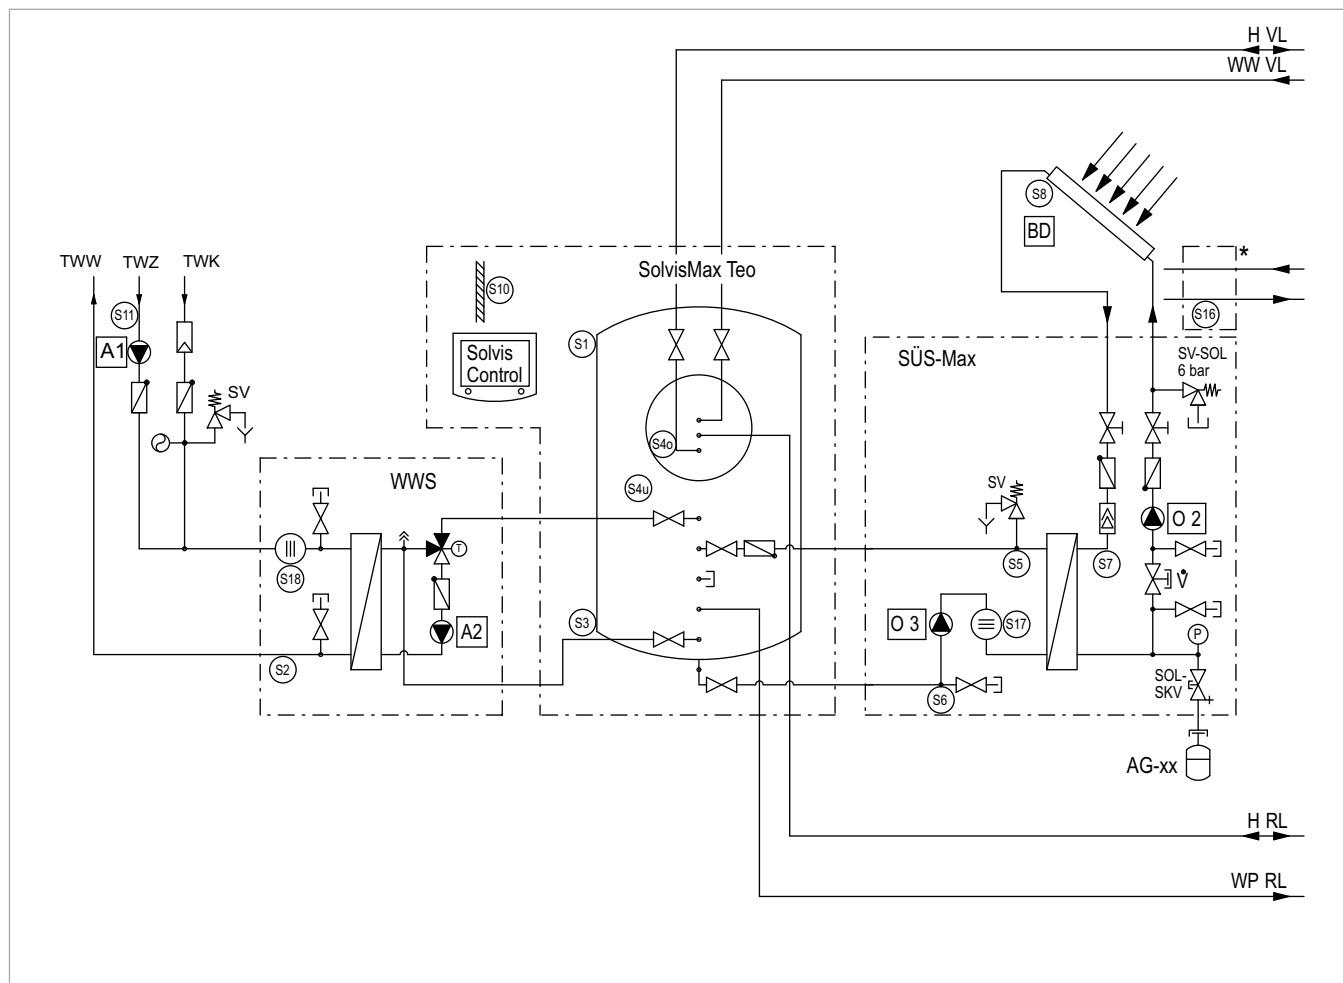 H VL
WW VL
S8
BD
TWW
TWZ
TWK
SolvisMax Teo
*
S10
S11
S16
A1
S1
Solvis
Control
SÜS-Max
SV-SOL
6 bar
SV
S4o
WWS
S4u
SV
O 2
T
S18
S5
S7
V̇
A2
S3
O 3
S17
P
S2
SOL-
SKV
S6
AG-xx
H RL
WP RL